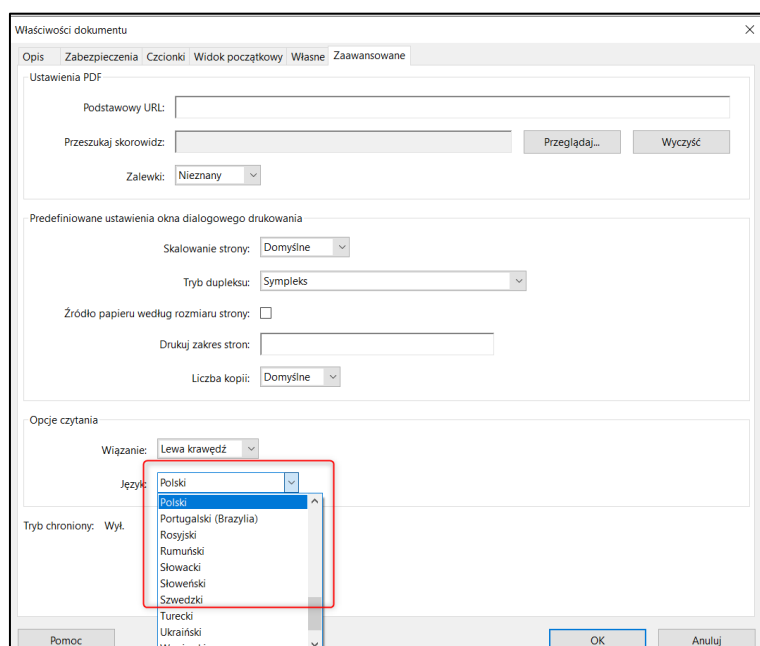 Właściwości dokumentu
Opis Zabezpieczenia Czcionki Widok początkowy Własne Zaawansowane
Ustawienia PDF
Podstawowy URL:
Przeszukaj skorowidz: Przeglądaj... Wyczyść
Zalewki: Nieznany
Predefiniowane ustawienia okna dialogowego drukowania
Skalowanie strony: Domyślne
Tryb dupleksu: Sympleks
Źródło papieru według rozmiaru strony:
Drukuj zakres stron:
Liczba kopii: Domyślne
Opcje czytania
Wiązanie: Lewa krawędź
Język: Polski
Polski
Portugalski (Brazylia)
Tryb chroniony: Wył.
Rosyjski
Rumuński
Słowacki
Słoweński
Szwedzki
Turecki
Ukraiński
Pomoc OK Anuluj